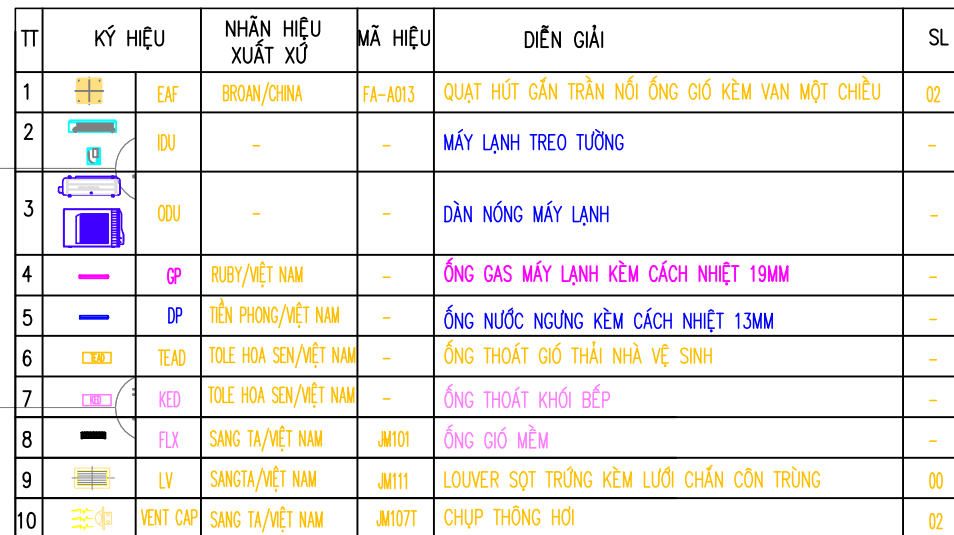 TT KÝ HIỆU NHÃN HIỆU XUẤT XỨ MÃ HIỆU DIỄN GIẢI SL
1 EAF BROAN/CHINA FA-A013 QUẠT HÚT GẮN TRẦN NỐI ỐNG GIÓ KÈM VAN MỘT CHIỀU 02
2 IDU - - MÁY LẠNH TREO TƯỜNG -
3 ODU - - DÀN NÓNG MÁY LẠNH -
4 GP RUBY/VIỆT NAM - ỐNG GAS MÁY LẠNH KÈM CÁCH NHIỆT 19MM -
5 DP TIỀN PHONG/VIỆT NAM - ỐNG NƯỚC NGƯNG KÈM CÁCH NHIỆT 13MM -
6 TEAD TEAD TOLE HOA SEN/VIỆT NAM - ỐNG THOÁT GIÓ THẢI NHÀ VỆ SINH -
7 KED KED TOLE HOA SEN/VIỆT NAM - ỐNG THOÁT KHÓI BẾP -
8 FLX SANG TA/VIỆT NAM JM101 ỐNG GIÓ MỀM -
9 LV SANGTA/VIỆT NAM JM111 LOUVER SỌT TRỨNG KÈM LƯỚI CHẮN CÔN TRÙNG 00
10 VENT CAP SANG TA/VIỆT NAM JM107T CHỤP THÔNG HƠI 02